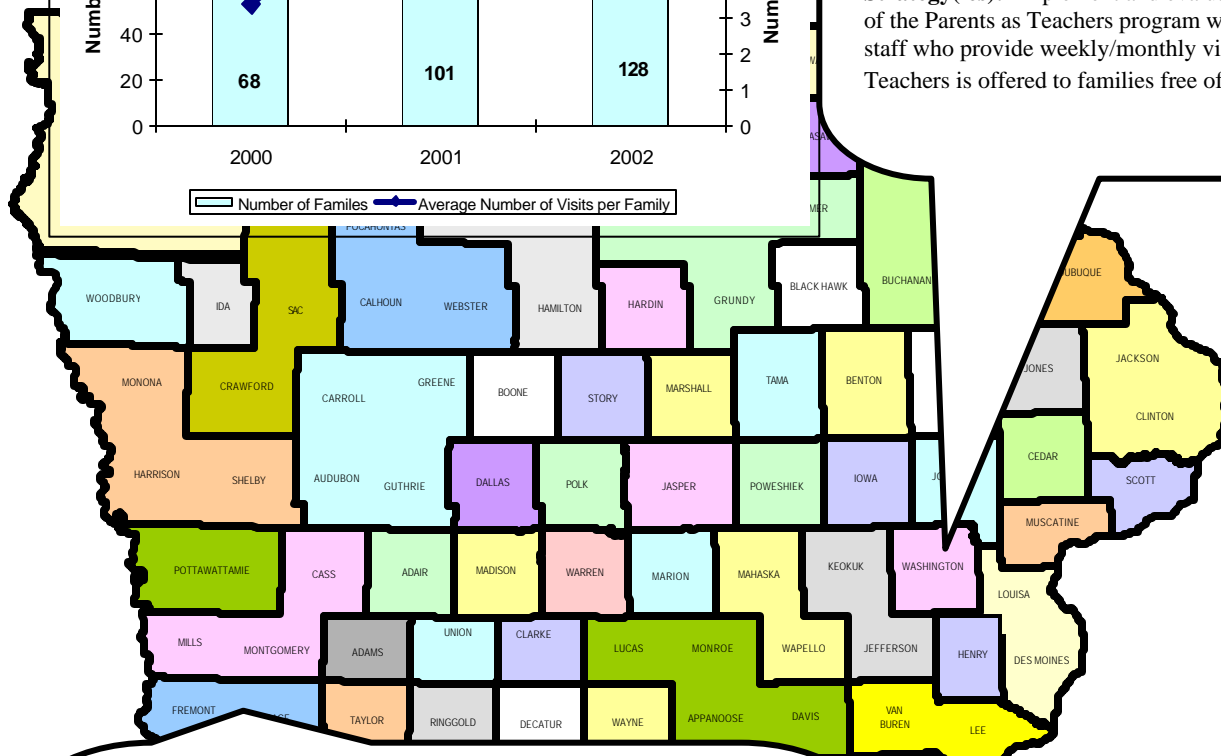 of the Parents as Teachers program
staff who provide weekly/monthly
Teachers is offered to families free of
3
40
2
20
68
101
128
1
0
0
2000
2001
2002
Number of Familes
Average Number of Visits per Family
POCAHONTAS
WOODBURY
IDA
SAC
CALHOUN
WEBSTER
HAMILTON
HARDIN
GRUNDY
BLACK HAWK
BUCHANAN
UBUQUE
MONONA
CRAWFORD
CARROLL
GREENE
BOONE
STORY
MARSHALL
TAMA
BENTON
JONES
JACKSON
CLINTON
HARRISON
SHELBY
AUDUBON
GUTHRIE
DALLAS
POLK
JASPER
POWESHIEK
IOWA
CEDAR
SCOTT
MUSCATINE
POTTAWATTAMIE
CASS
ADAIR
MADISON
WARREN
MARION
MAHASKA
KEOKUK
WASHINGTON
LOUISA
MILLS
MONTGOMERY
ADAMS
UNION
CLARKE
LUCAS
MONROE
WAPELLO
JEFFERSON
HENRY
DES MOINES
FREMONT
TAYLOR
RINGGOLD
DECATUR
WAYNE
APPANOOSE
DAVIS
VAN
BUREN
LEE